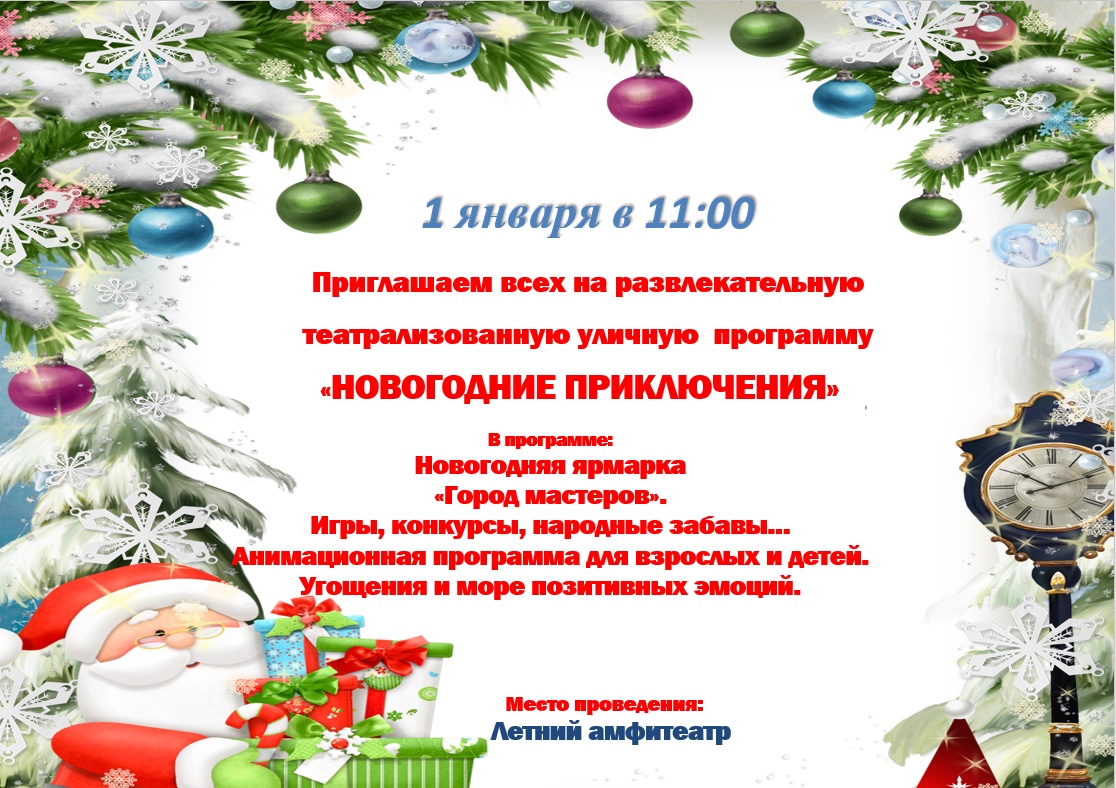 1 января в 11:00
Приглашаем всех на развлекательную
театрализованную уличную программу
«НОВОГОДНИЕ ПРИКЛЮЧЕНИЯ»
В программе:
Новогодняя ярмарка
«Город мастеров».
Игры, конкурсы, народные забавы...
Анимационная программа для взрослых и детей.
Угощения и море позитивных эмоций.
Место проведения:
Летний амфитеатр